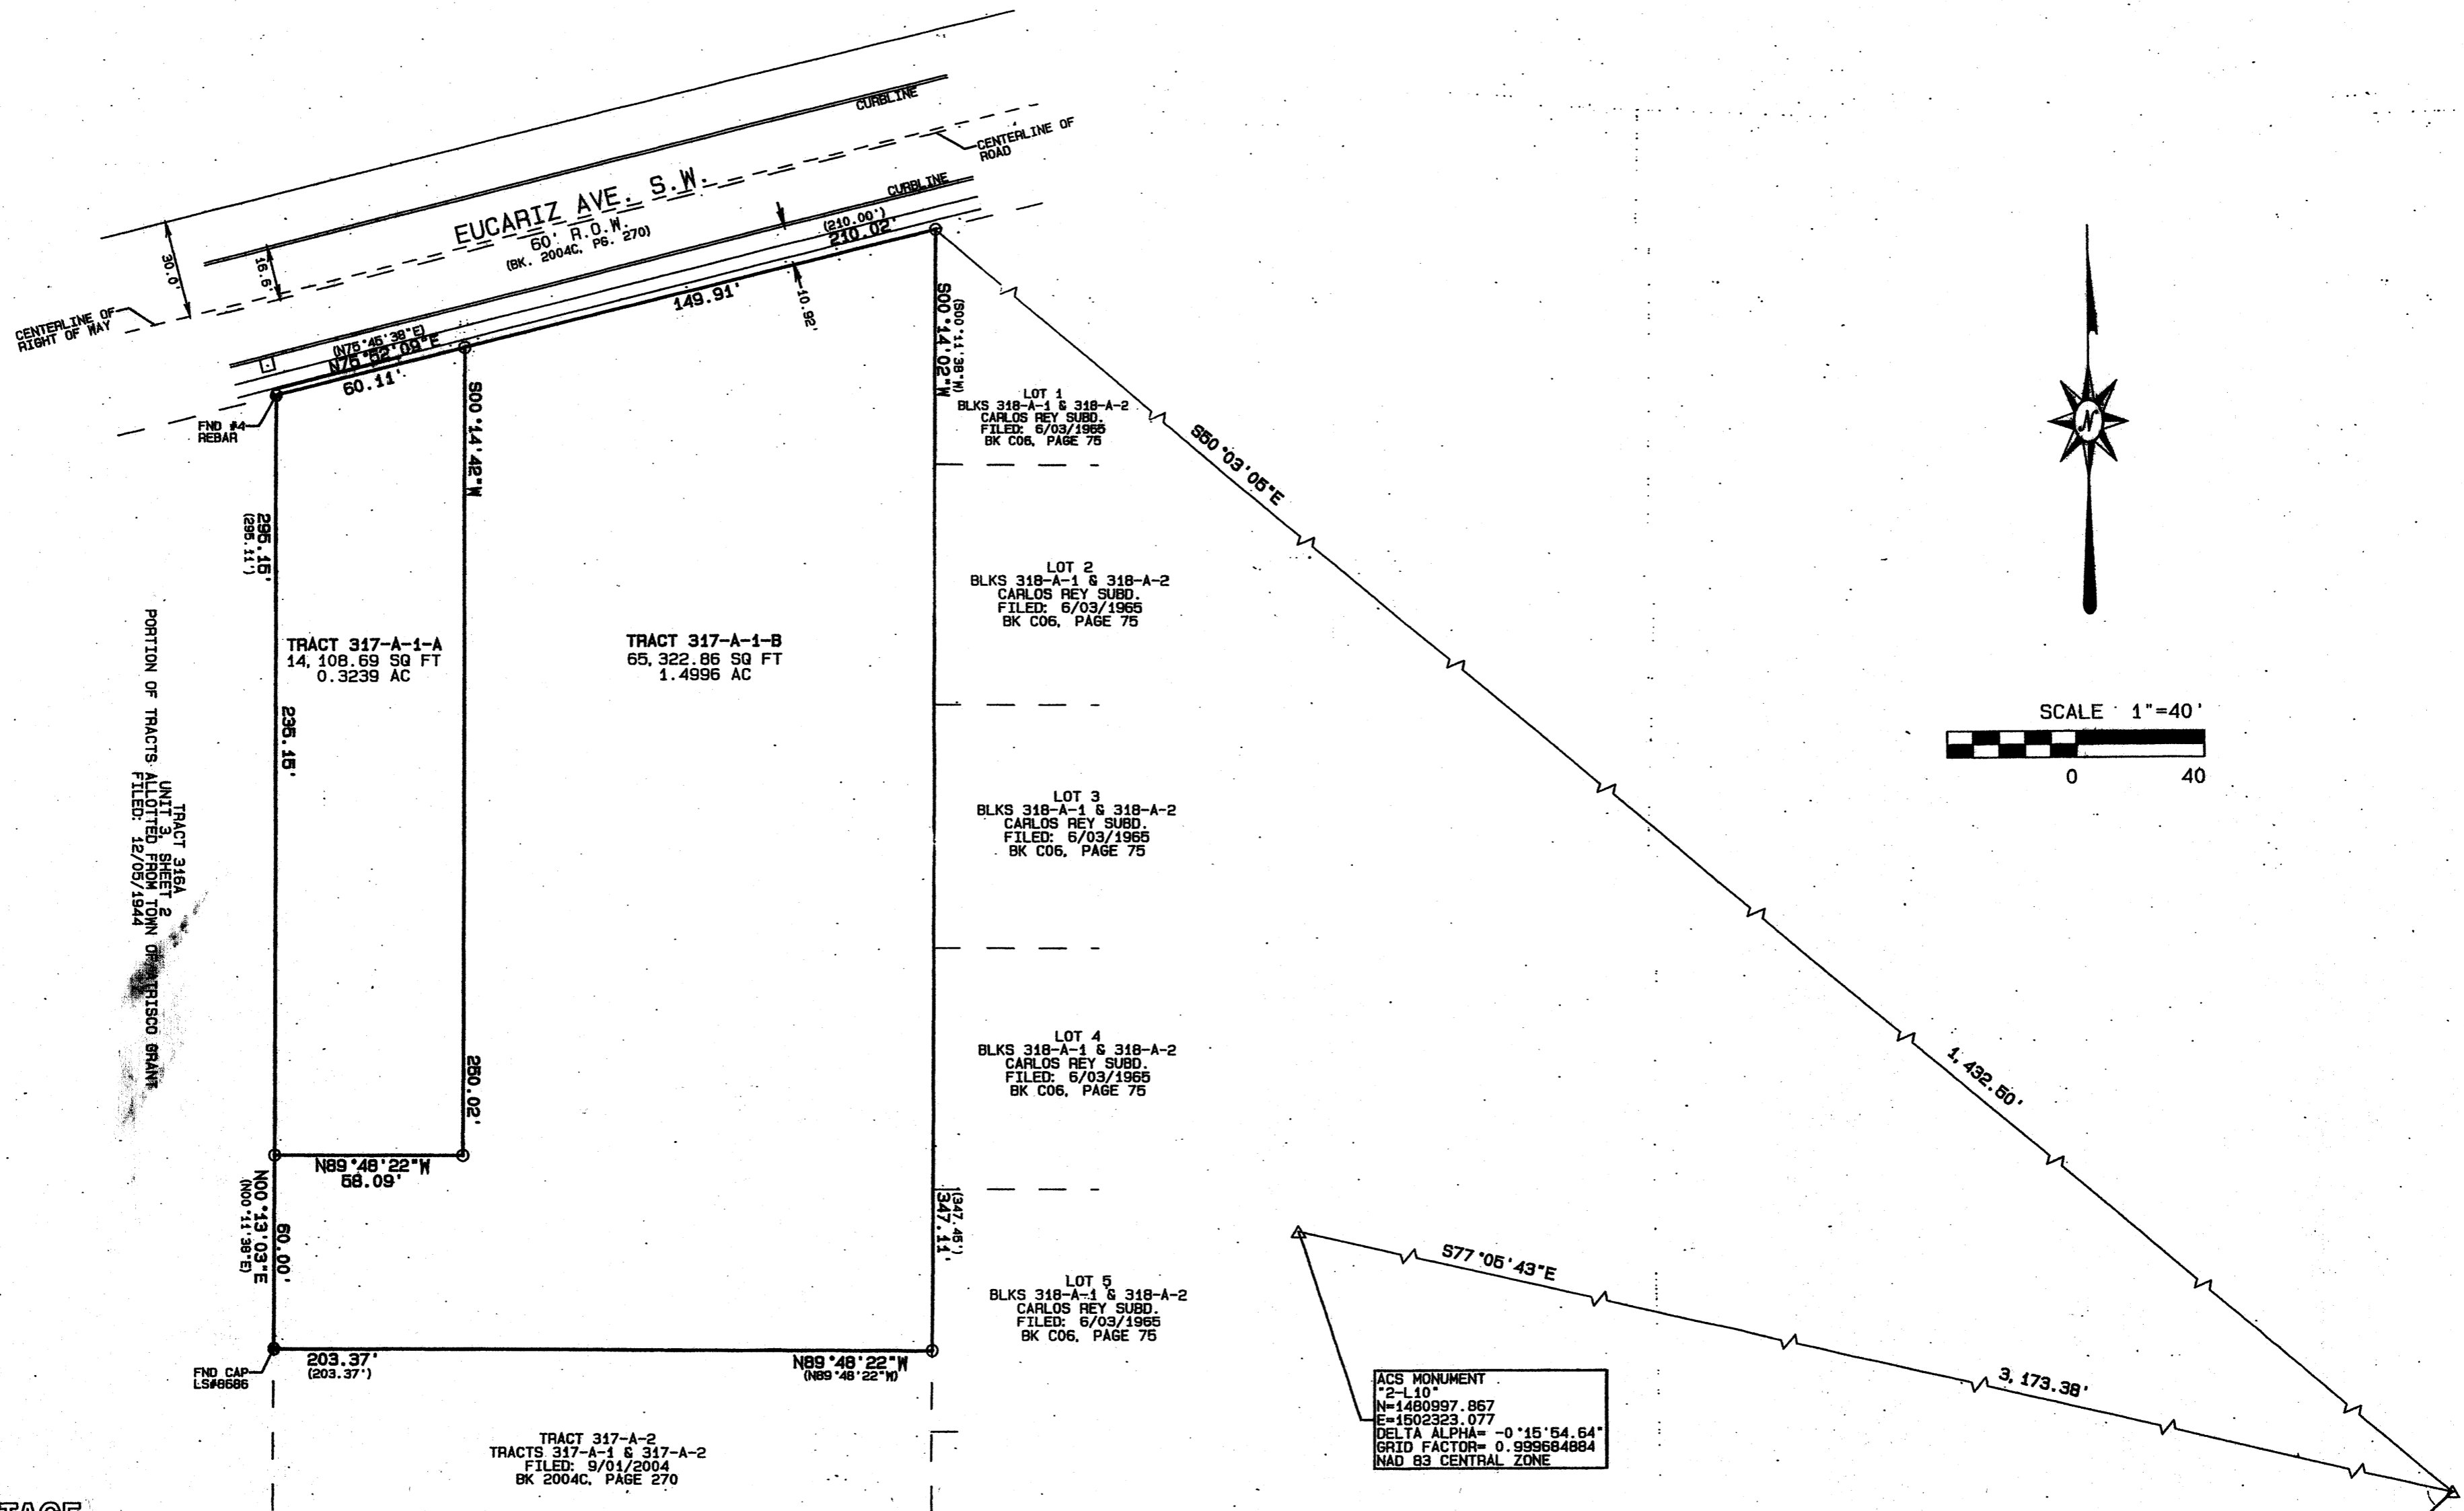 CURBLINE
CENTERLINE OF
ROAD
EUCARIZ AVE. S.W.
60' R.O.W.
(BK. 2004C, PG. 270)
CURBLINE
(210.00')
210.02'
30.0'
16.6'
CENTERLINE OF
RIGHT OF WAY
149.91'
10.92'
(N75°45'38"E)
N75°52'09"E
60.11'
FND #4
REBAR
S00°14'42"W
S00°14'02"W
(S00°11'38"W)
LOT 1
BLKS 318-A-1 & 318-A-2
CARLOS REY SUBD.
FILED: 6/03/1965
BK C06, PAGE 75
S50°03'05"E
N
295.15'
(295.11')
LOT 2
BLKS 318-A-1 & 318-A-2
CARLOS REY SUBD.
FILED: 6/03/1965
BK C06, PAGE 75
TRACT 317-A-1-A
14,108.69 SQ FT
0.3239 AC
TRACT 317-A-1-B
65,322.86 SQ FT
1.4996 AC
235.15'
SCALE 1"=40'
0 40
TRACT 316A
UNIT 3, SHEET 2
PORTION OF TRACTS ALLOTTED FROM TOWN OF ATRISCO GRANT
FILED: 12/05/1944
LOT 3
BLKS 318-A-1 & 318-A-2
CARLOS REY SUBD.
FILED: 6/03/1965
BK C06, PAGE 75
LOT 4
BLKS 318-A-1 & 318-A-2
CARLOS REY SUBD.
FILED: 6/03/1965
BK C06, PAGE 75
250.02'
1,432.50'
N89°48'22"W
58.09'
N00°13'03"E
(N00°11'38"E)
60.00'
(347.45')
347.11'
LOT 5
BLKS 318-A-1 & 318-A-2
CARLOS REY SUBD.
FILED: 6/03/1965
BK C06, PAGE 75
S77°05'43"E
3,173.38'
FND CAP
LS#8686
203.37'
(203.37')
N89°48'22"W
(N89°48'22"W)
ACS MONUMENT
"2-L10"
N=1480997.867
E=1502323.077
DELTA ALPHA= -0°15'54.64"
GRID FACTOR= 0.999684884
NAD 83 CENTRAL ZONE
TRACT 317-A-2
TRACTS 317-A-1 & 317-A-2
FILED: 9/01/2004
BK 2004C, PAGE 270